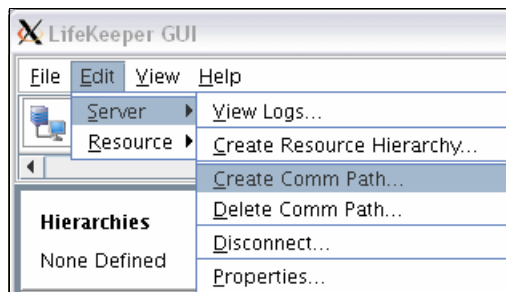 LifeKeeper GUI
File Edit View Help
Server
Resource
View Logs...
Create Resource Hierarchy...
Create Comm Path...
Delete Comm Path...
Disconnect...
Properties...
Hierarchies
None Defined